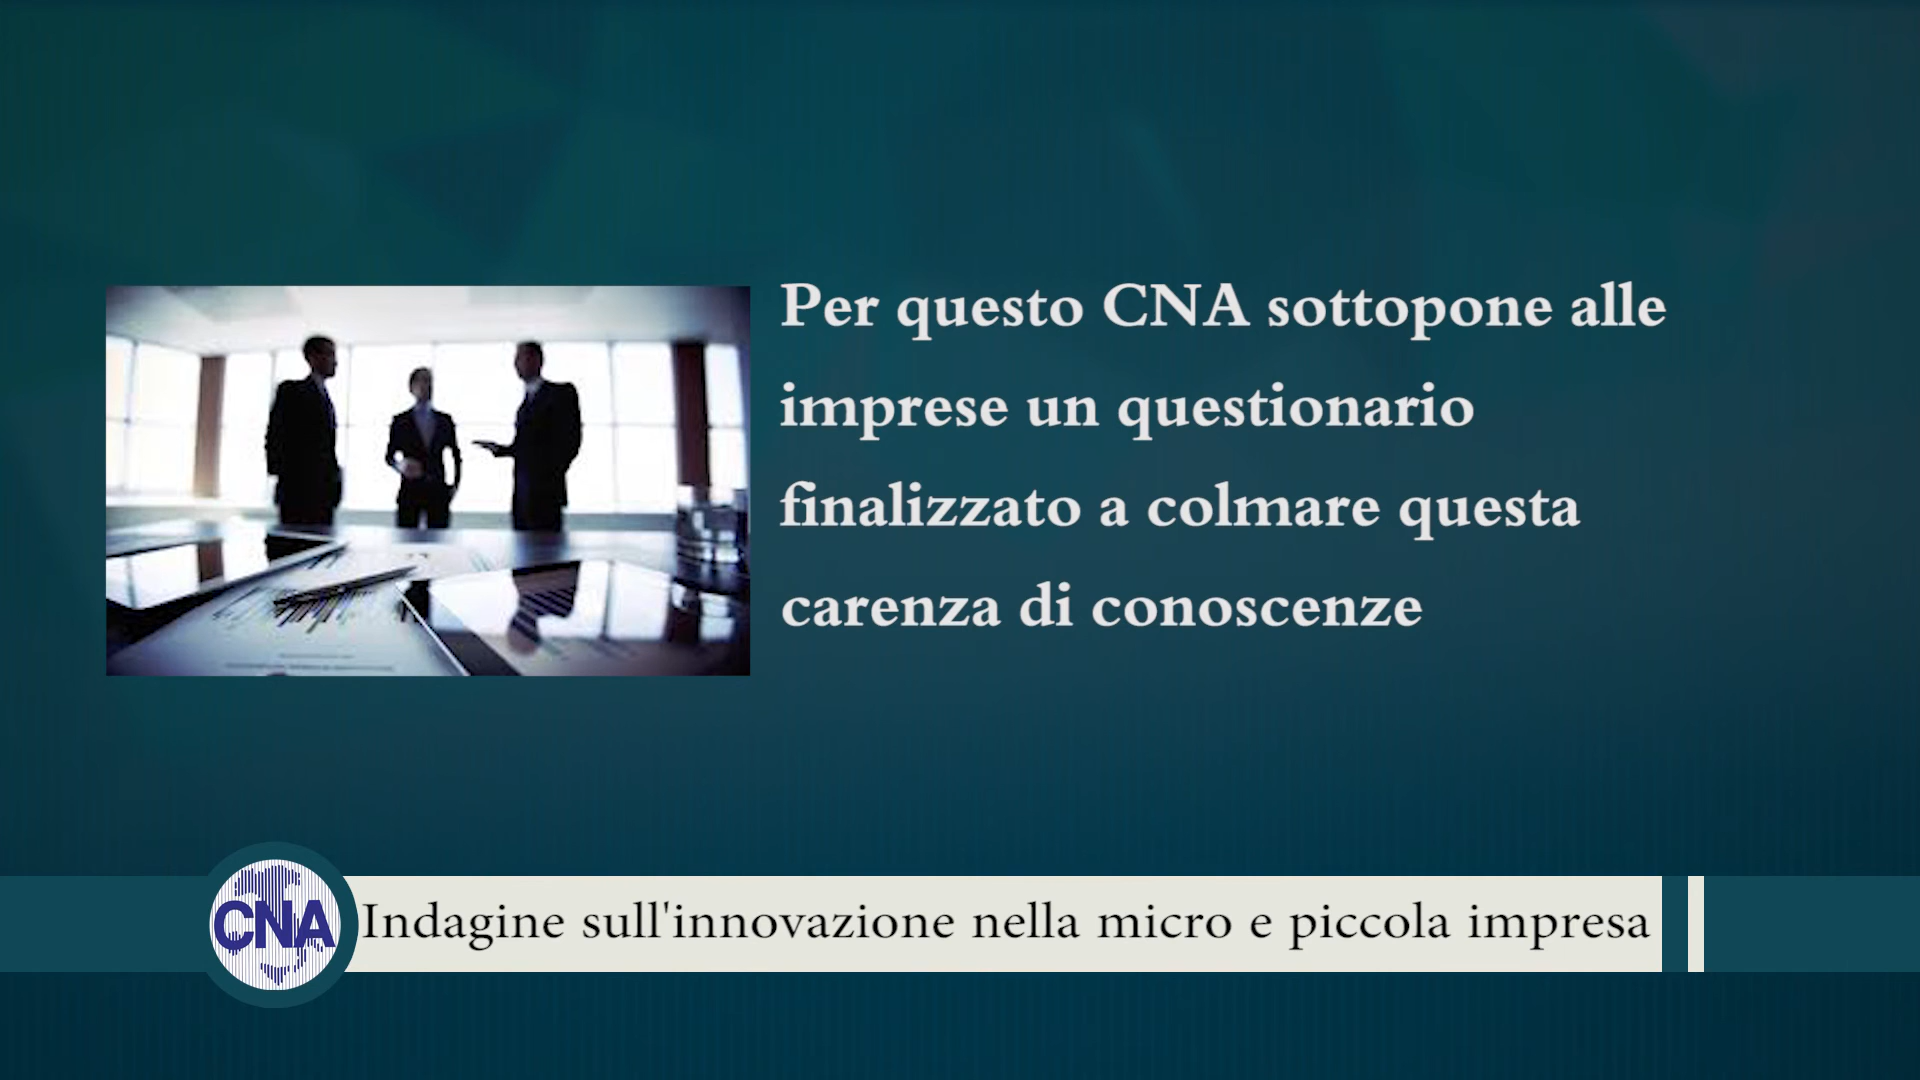 Per questo CNA sottopone alle
imprese un questionario
finalizzato a colmare questa
carenza di conoscenze
CNA
Indagine sull'innovazione nella micro e piccola impresa